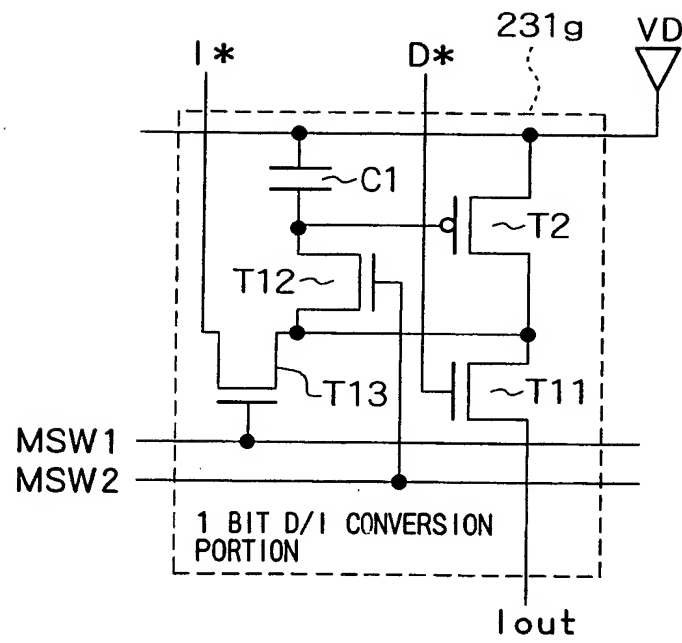 231g
VD
I*
D*
C1
T2
T12
T13
T11
MSW1
MSW2
1 BIT D/I CONVERSION
PORTION
Iout